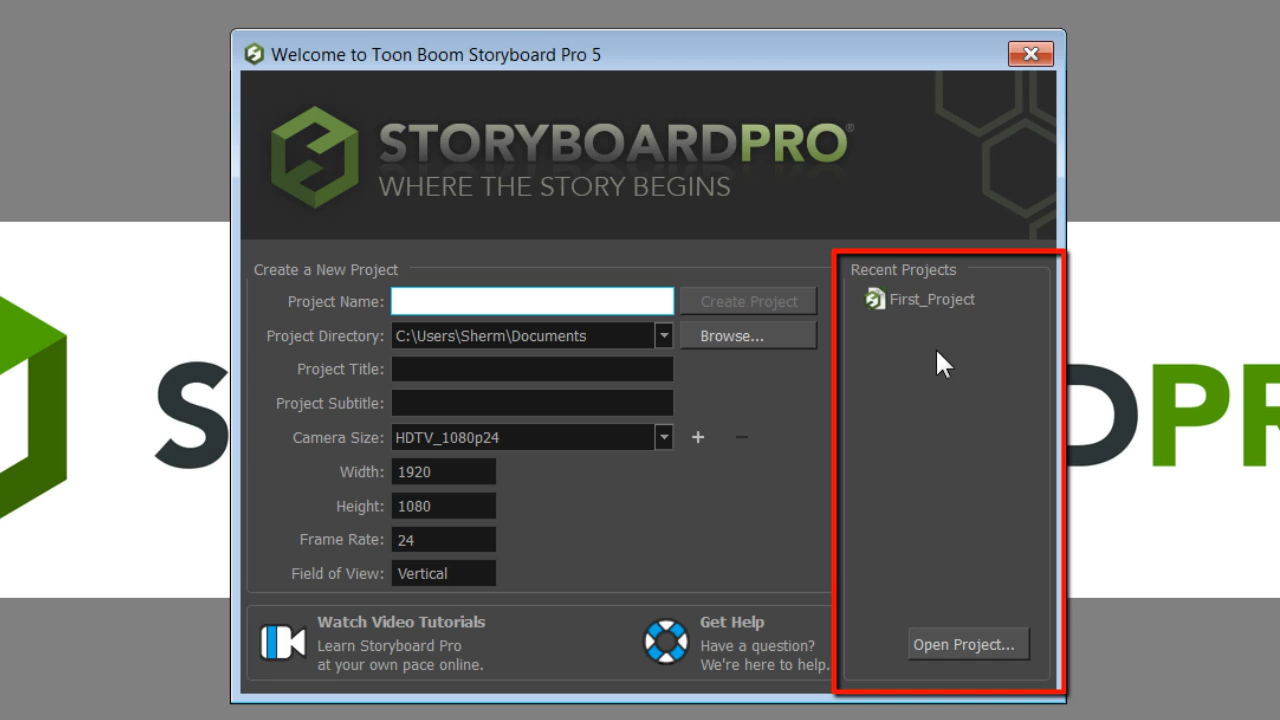 Welcome to Toon Boom Storyboard Pro 5
STORYBOARDPRO®
WHERE THE STORY BEGINS
Create a New Project
Project Name:
Create Project
Project Directory: C:\Users\Sherm\Documents
Browse...
Project Title:
Project Subtitle:
Camera Size: HDTV_1080p24
+ −
Width: 1920
Height: 1080
Frame Rate: 24
Field of View: Vertical
Recent Projects
First_Project
Open Project...
Watch Video Tutorials
Learn Storyboard Pro
at your own pace online.
Get Help
Have a question?
We're here to help.
S
DPR